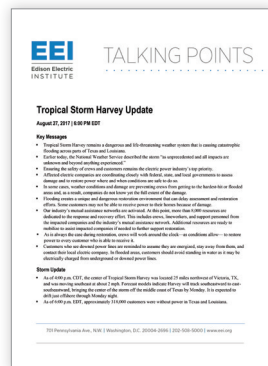 EEI
Edison Electric
INSTITUTE
TALKING POINTS
Tropical Storm Harvey Update
August 27, 2017 | 6:00 PM EDT
Key Messages
• Tropical Storm Harvey remains a dangerous and life-threatening weather system that is causing catastrophic
flooding across parts of Texas and Louisiana.
• Earlier today, the National Weather Service described the storm "as unprecedented and all impacts are
unknown and beyond anything experienced."
• Ensuring the safety of crews and customers remains the electric power industry's top priority.
• Affected electric companies are coordinating closely with federal, state, and local governments to assess
damage and to restore power where and when conditions are safe to do so.
• In some cases, weather conditions and damage are preventing crews from getting to the hardest-hit or flooded
areas and, as a result, companies do not know yet the full extent of the damage.
• Flooding creates a unique and dangerous restoration environment that can delay assessment and restoration
efforts. Some customers may not be able to receive power to their homes because of damage.
• Our industry's mutual assistance networks are activated. At this point, more than workers are
dedicated to the response and recovery effort. This includes crews, lineworkers, and support personnel from
the impacted companies and the industry's mutual assistance network. Additional resources are ready to
mobilize to assist impacted companies if needed to further support restoration.
• As is always the case during restoration, crews will work around the clock—as conditions allow—to restore
power to every customer who is able to receive it.
• Customers who see downed power lines are reminded to assume they are energized, stay away from them, and
contact their local electric company. In flooded areas, customers should avoid standing in water as it may be
electrically charged from underground or downed power lines.
Storm Update
• As of 4:00 p.m. CDT, the center of Tropical Storm Harvey was located 25 miles northwest of Victoria, TX,
and was moving southeast at about 2 mph. Forecast models indicate Harvey will track southeastward to east-
southeastward, bringing the center of the storm off the middle coast of Texas by Monday. It is expected to
drift just offshore through Monday night.
• As of 6:00 p.m. EDT, approximately customers were without power in Texas and Louisiana.
701 Pennsylvania Ave., N.W. | Washington, D.C. 20004-2696 | 202-508-5000 | www.eei.org